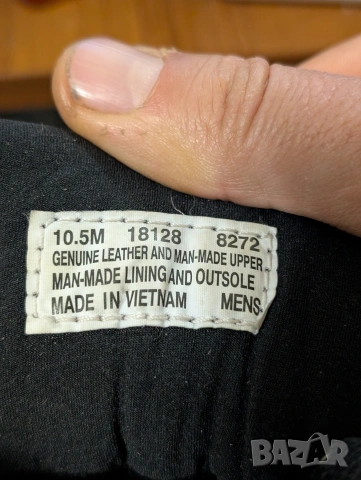 10.5M 18128 8272
GENUINE LEATHER AND MAN-MADE UPPER
MAN-MADE LINING AND OUTSOLE
MADE IN VIETNAM MENS
BAZAR